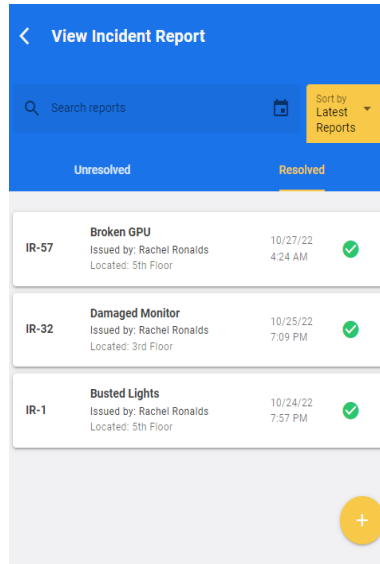 View Incident Report
Search reports
Sort by
Latest
Reports
Unresolved
Resolved
IR-57
Broken GPU
Issued by: Rachel Ronalds
Located: 5th Floor
10/27/22
4:24 AM
IR-32
Damaged Monitor
Issued by: Rachel Ronalds
Located: 3rd Floor
10/25/22
7:09 PM
IR-1
Busted Lights
Issued by: Rachel Ronalds
Located: 5th Floor
10/24/22
7:57 PM